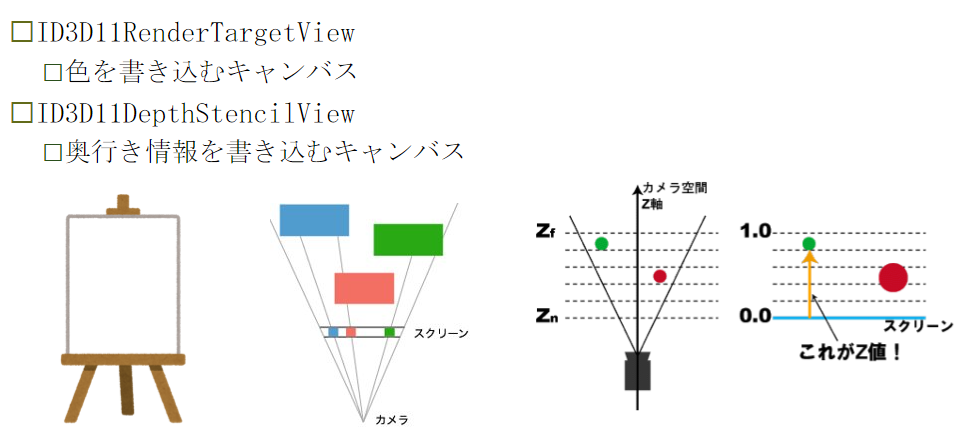 □ID3D11RenderTargetView
□色を書き込むキャンバス
□ID3D11DepthStencilView
□奥行き情報を書き込むキャンバス
スクリーン
カメラ
カメラ空間
Z軸
Zf
Zn
1.0
0.0
スクリーン
これがZ値！